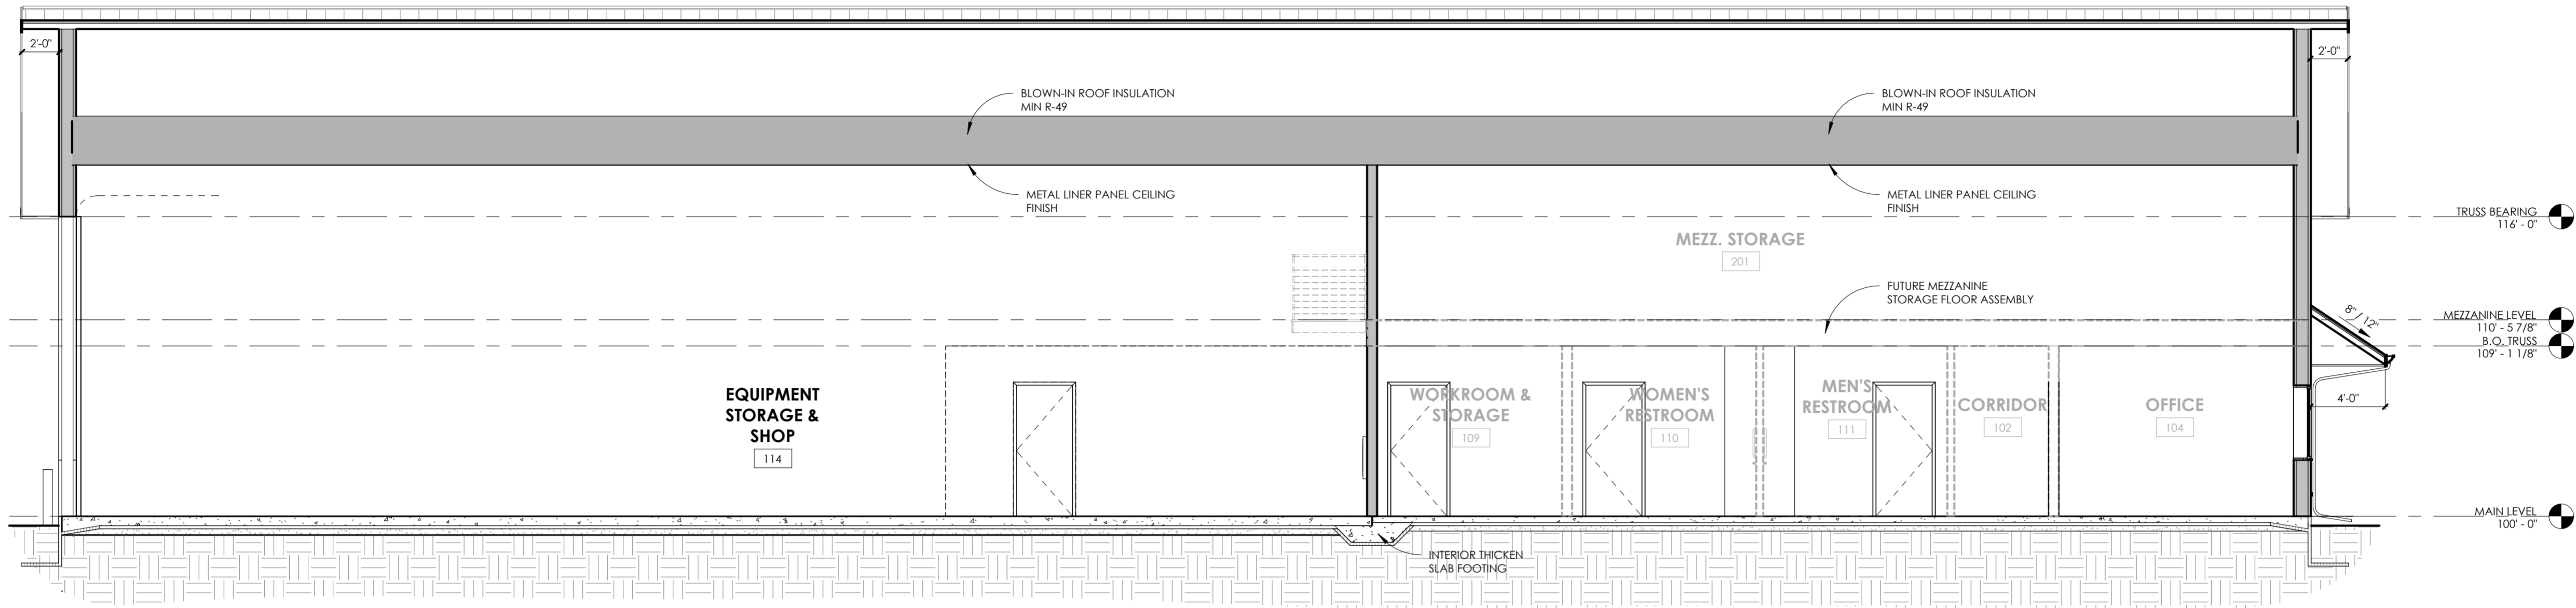 2'-0"
2'-0"
BLOWN-IN ROOF INSULATION
MIN R-49
BLOWN-IN ROOF INSULATION
MIN R-49
METAL LINER PANEL CEILING
FINISH
METAL LINER PANEL CEILING
FINISH
TRUSS BEARING
116' - 0"
MEZZ. STORAGE
201
FUTURE MEZZANINE
STORAGE FLOOR ASSEMBLY
8" / 12"
MEZZANINE LEVEL
110' - 5 7/8"
B.O. TRUSS
109' - 1 1/8"
EQUIPMENT
STORAGE &
SHOP
114
WORKROOM &
STORAGE
109
WOMEN'S
RESTROOM
110
MEN'S
RESTROOM
111
CORRIDOR
102
OFFICE
104
4'-0"
MAIN LEVEL
100' - 0"
INTERIOR THICKEN
SLAB FOOTING